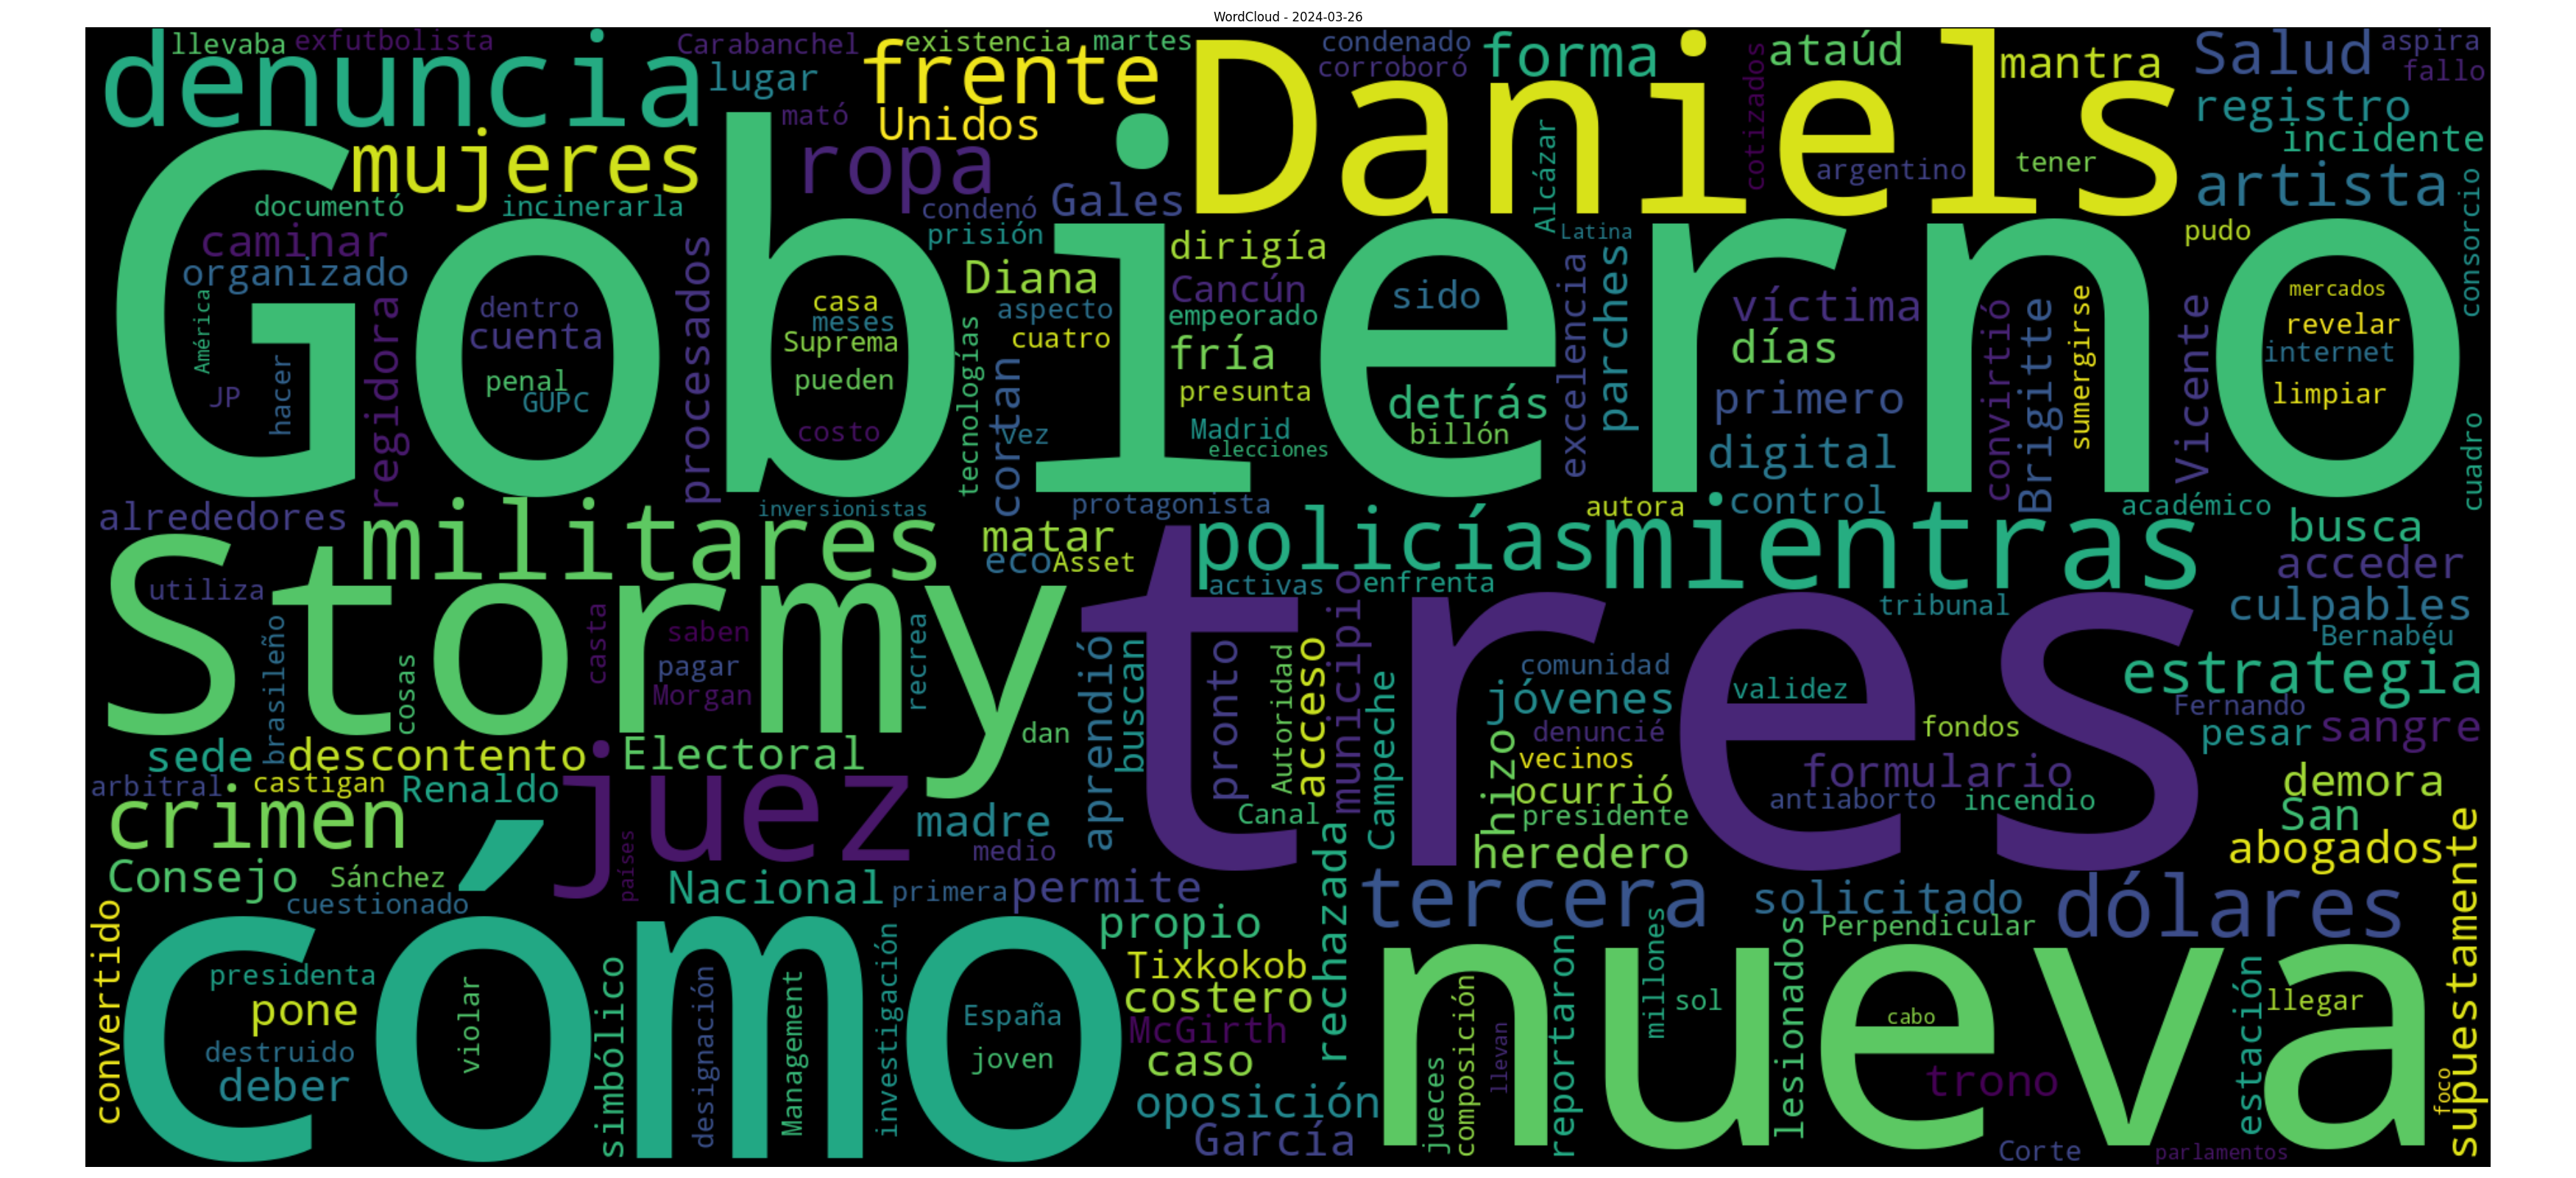 WordCloud - 2024-03-26
denuncia
llevaba
exfutbolista
Carabanchel
lugar
frente
existencia
martes
Daniels
condenado
corroboró
forma
cotizados
ataúd
mantra
Salud
aspira
fallo
registro
incidente
Unidos
mató
mujeres
ropa
Gobierno
Alcázar
argentino
tener
artista
consorcio
documentó
incinerarla
condenó
Gales
caminar
organizado
procesados
prisión
Diana
dirigía
Latina
pudo
América
JP
hacer
regidora
dentro
cuenta
penal
GUPC
casa
meses
Suprema
pueden
costo
tecnologías
aspecto
cuatro
cortan
vez
Cancún
empeorado
fría
presunta
Madrid
elecciones
sido
detrás
billón
excelencia
parches
víctima
días
primero
digital
control
convirtió
Brigitte
sumergirse
Vicente
mercados
revelar
internet
limpiar
cuadro
alrededores
militares
inversionistas
matar
protagonista
eco
Asset
policías
autora
mientras
académico
busca
acceder
Stormy
utiliza
activas
enfrenta
tribunal
culpables
Bernabéu
brasileño
cosas
casta
saben
pagar
Morgan
recrea
dan
aprendió
buscan
tres
pronto
Autoridad
acceso
municipio
Campeche
comunidad
jóvenes
denuncié
validez
fondos
estrategia
Fernando
pesar
sangre
sede
descontento
juez
Electoral
vecinos
hizo
ocurrió
formulario
arbitral
castigan
Renaldo
Canal
presidente
antiaborto
incendio
demora
San
crimen
madre
medio
heredero
abogados
supuestamente
Consejo
Sánchez
cuestionado
países
Nacional
primera
permite
rechazada
tercera
solicitado
dólares
convertido
cómo
propio
Perpendicular
presidenta
pone
destruido
deber
violar
simbólico
designación
Management
investigación
España
joven
Tixkokob
costero
McGirth
caso
oposición
García
nueva
jueces
composición
llevan
reportaron
millones
sol
lesionados
cabo
trono
Corte
parlamentos
estación
llegar
foco